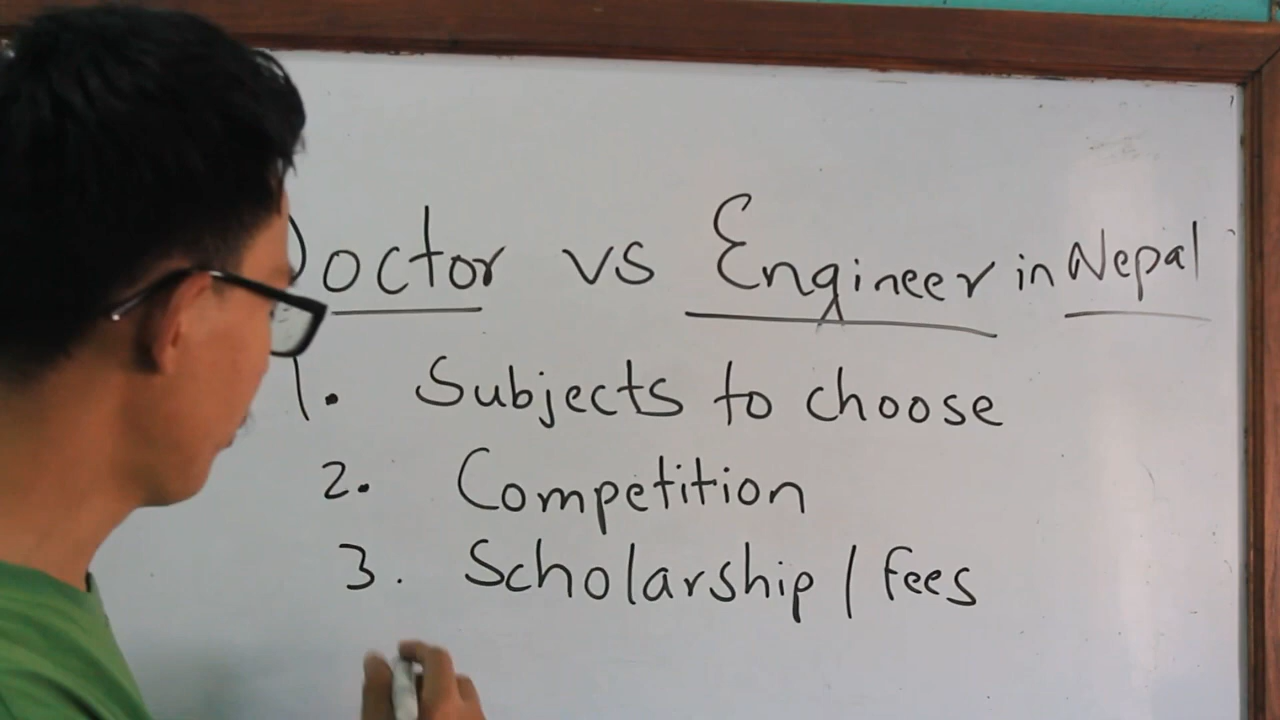 Doctor vs Engineer in Nepal
1. Subjects to choose
2. Competition
3. Scholarship / fees